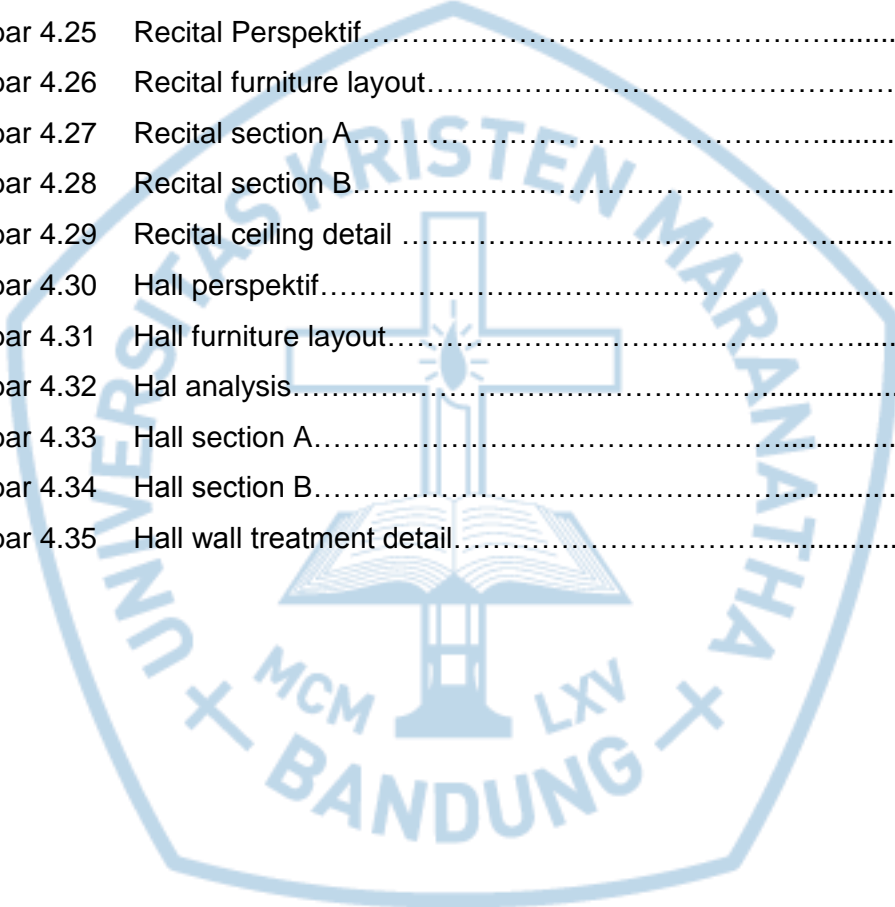 bar 4.25 Recital Perspektif……………………………………………..........
bar 4.26 Recital furniture layout……………………………………………
bar 4.27 Recital section A……………………………………………..........
bar 4.28 Recital section B……………………………………………..........
bar 4.29 Recital ceiling detail ………………………………………..........
bar 4.30 Hall perspektif……………………………………………..............
bar 4.31 Hall furniture layout……………………………………………......
bar 4.32 Hal analysis……………………………………………................
bar 4.33 Hall section A……………………………………………..............
bar 4.34 Hall section B……………………………………………..............
bar 4.35 Hall wall treatment detail………………………………...............
UNIVERSITAS KRISTEN MARANATHA
MCM LXV
BANDUNG